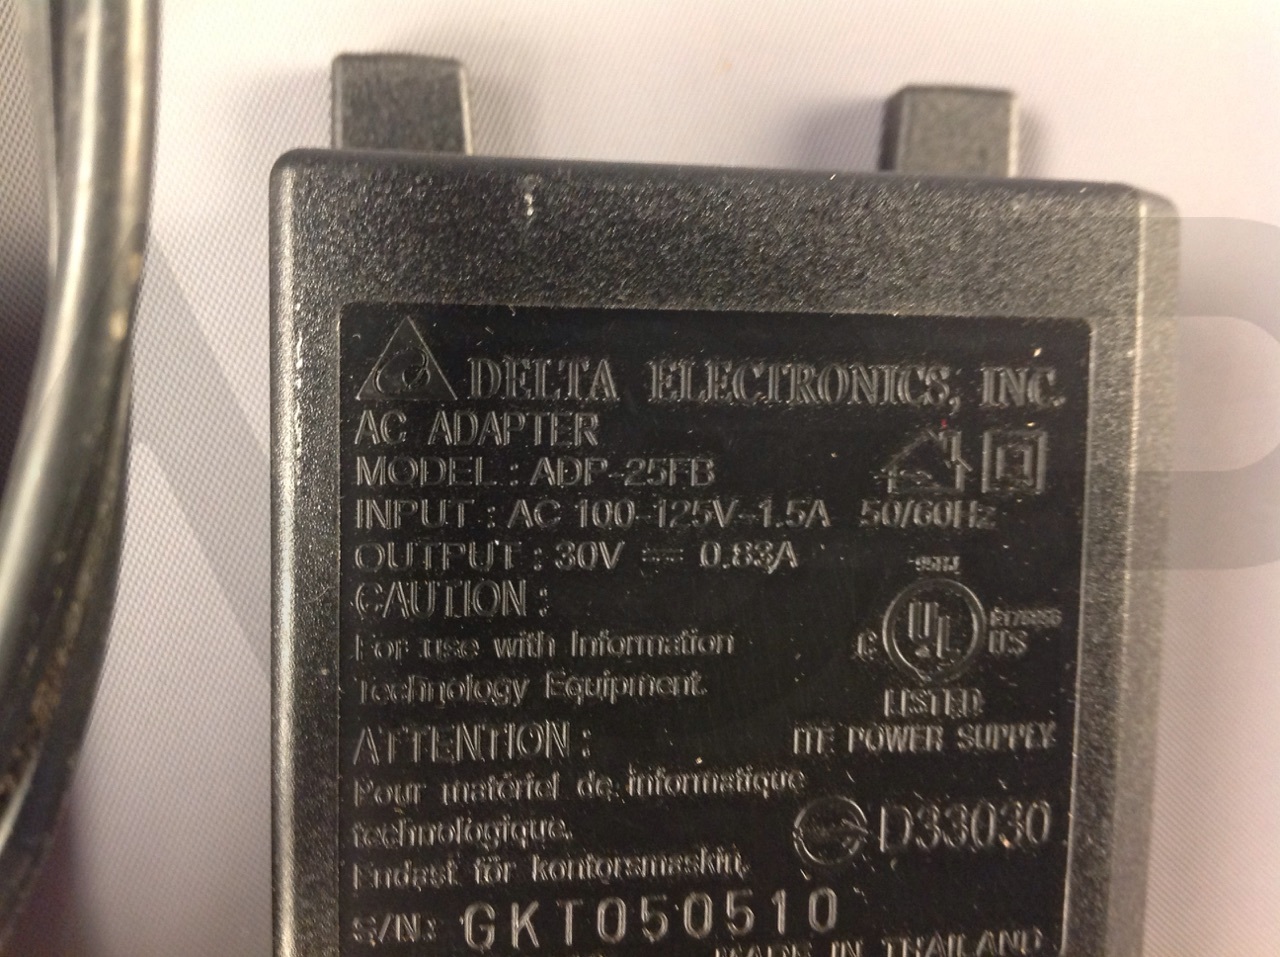 DELTA ELECTRONICS, INC.
AC ADAPTER
MODEL : ADP-25FB
INPUT : AC 100-125V~1.5A 50/60Hz
OUTPUT : 30V ⎓ 0.83A
CAUTION :
For use with Information
Technology Equipment.
UL
C US
LISTED
ITE POWER SUPPLY
ATTENTION :
Pour matériel de informatique
technologique.
Endast för kontorsmaskin.
D33030
S/N: GKT050510
MADE IN THAILAND